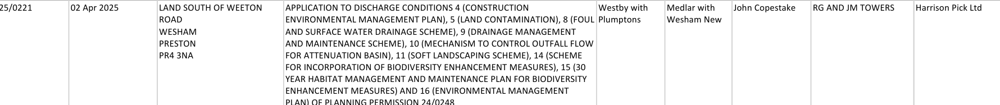 25/0221
02 Apr 2025
LAND SOUTH OF WEETON
ROAD
WESHAM
PRESTON
PR4 3NA
APPLICATION TO DISCHARGE CONDITIONS 4 (CONSTRUCTION
ENVIRONMENTAL MANAGEMENT PLAN), 5 (LAND CONTAMINATION), 8 (FOUL
AND SURFACE WATER DRAINAGE SCHEME), 9 (DRAINAGE MANAGEMENT
AND MAINTENANCE SCHEME), 10 (MECHANISM TO CONTROL OUTFALL FLOW
FOR ATTENUATION BASIN), 11 (SOFT LANDSCAPING SCHEME), 14 (SCHEME
FOR INCORPORATION OF BIODIVERSITY ENHANCEMENT MEASURES), 15 (30
YEAR HABITAT MANAGEMENT AND MAINTENANCE PLAN FOR BIODIVERSITY
ENHANCEMENT MEASURES) AND 16 (ENVIRONMENTAL MANAGEMENT
PLAN) OF PLANNING PERMISSION 24/0248
Westby with
Plumptons
Medlar with
Wesham New
John Copestake
RG AND JM TOWERS
Harrison Pick Ltd